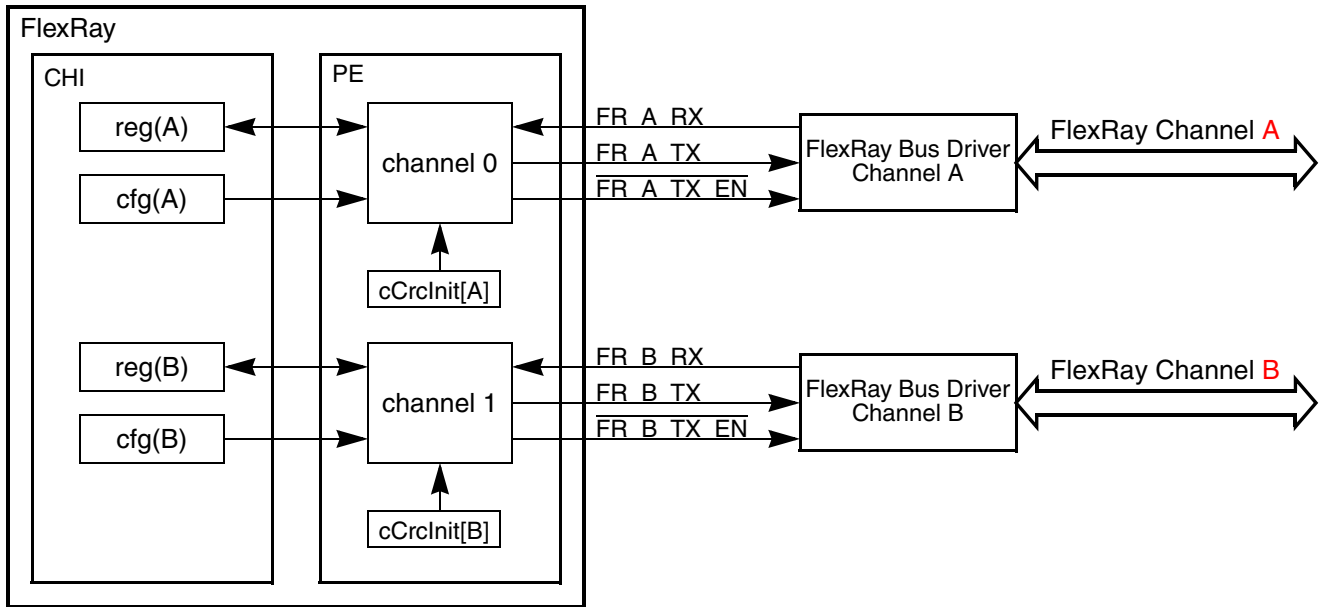 FlexRay
CHI
PE
reg(A)
cfg(A)
channel 0
cCrcInit[A]
FR_A_RX
FR_A_TX
FR_A_TX_EN
FlexRay Bus Driver
Channel A
FlexRay Channel A
reg(B)
cfg(B)
channel 1
cCrcInit[B]
FR_B_RX
FR_B_TX
FR_B_TX_EN
FlexRay Bus Driver
Channel B
FlexRay Channel B